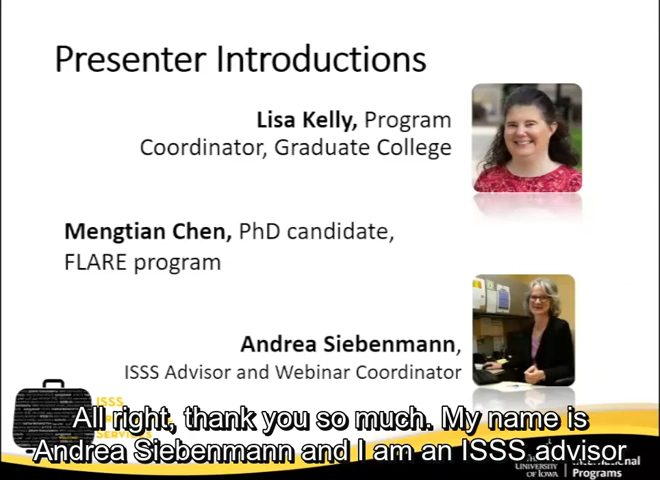 Presenter Introductions
Lisa Kelly, Program
Coordinator, Graduate College
Mengtian Chen, PhD candidate,
FLARE program
Andrea Siebenmann,
ISSS Advisor and Webinar Coordinator
ISSS
All right, thank you so much. My name is
Andrea Siebenmann and I am an ISSS advisor
UNIVERSITY
OF IOWA
Programs